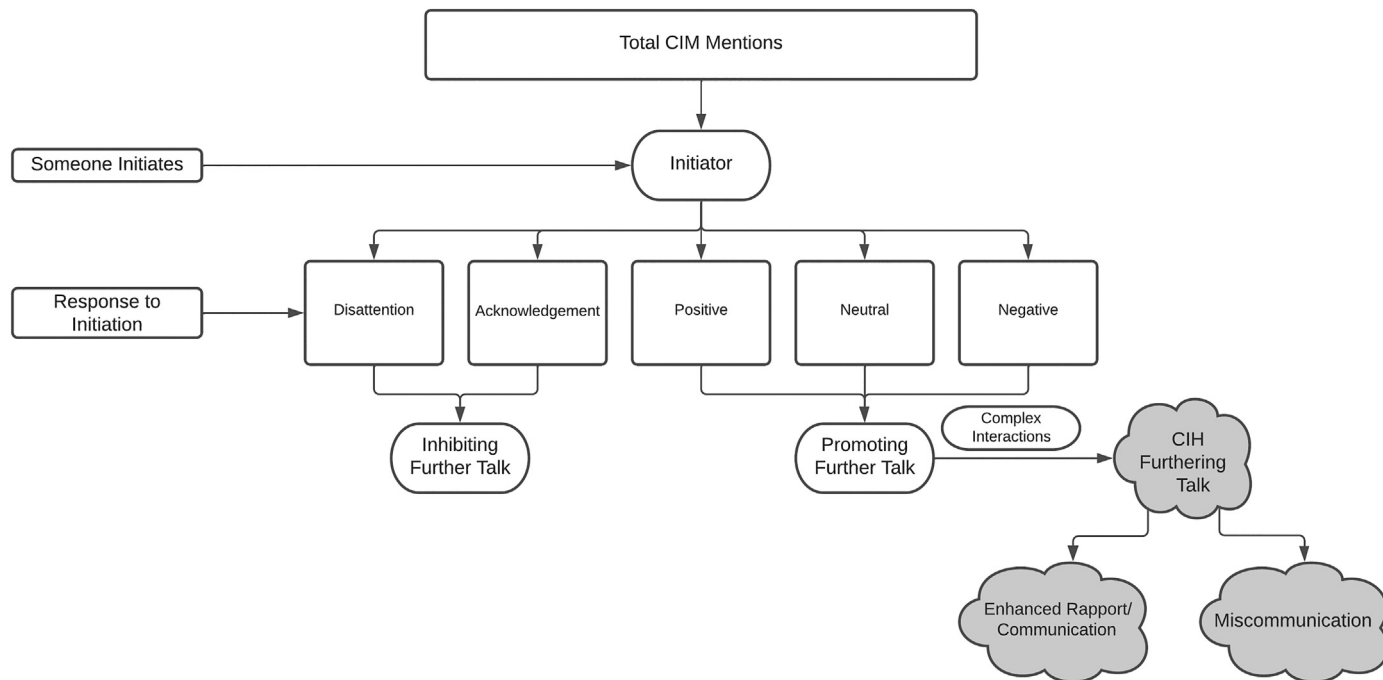 Total CIM Mentions
Someone Initiates
Initiator
Response to
Initiation
Disattention
Acknowledgement
Positive
Neutral
Negative
Inhibiting
Further Talk
Promoting
Further Talk
Complex
Interactions
CIH
Furthering
Talk
Enhanced Rapport/
Communication
Miscommunication